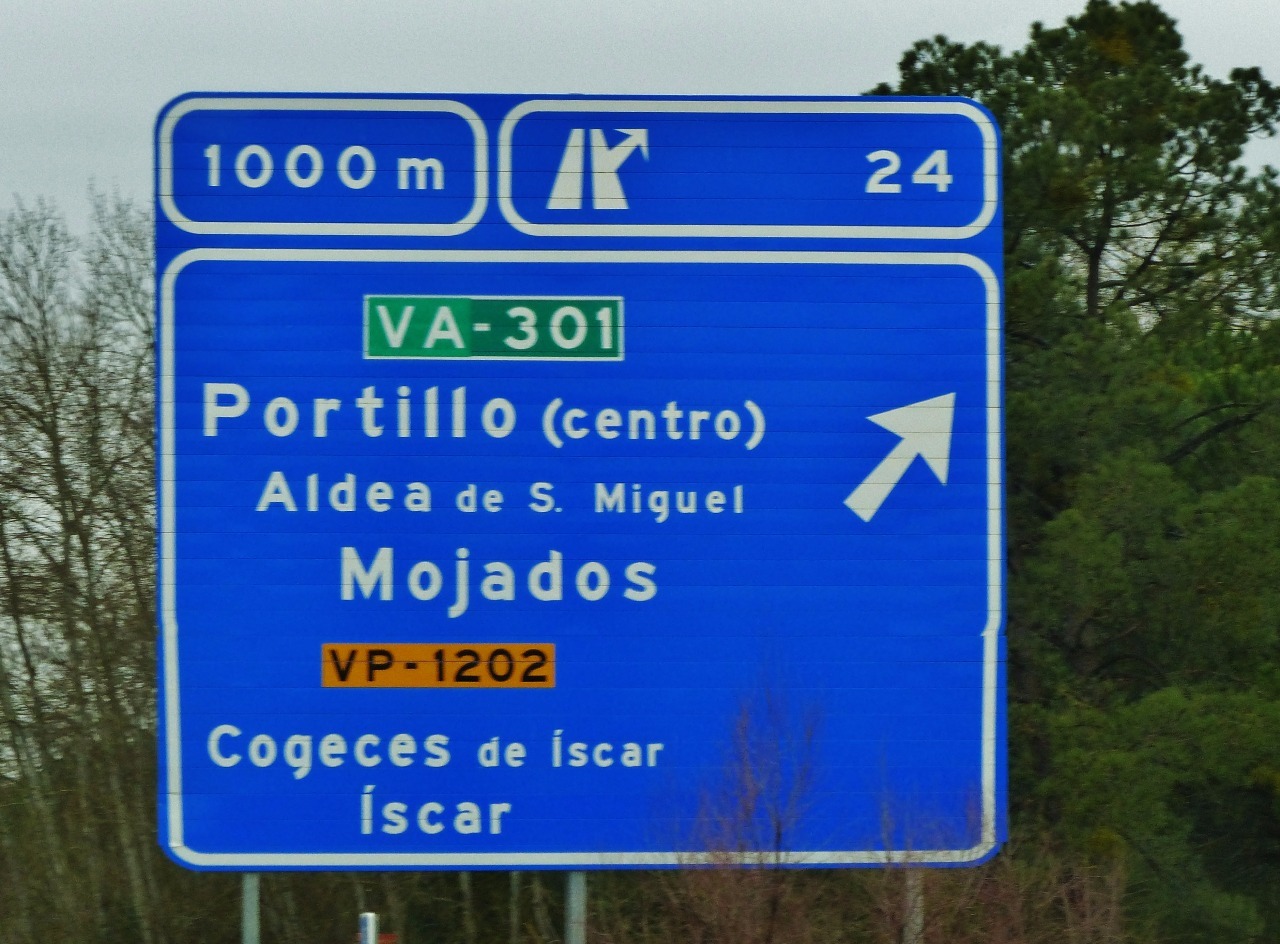 1000 m
24
VA-301
Portillo (centro)
Aldea de S. Miguel
Mojados
VP-1202
Cogeces de Íscar
Íscar